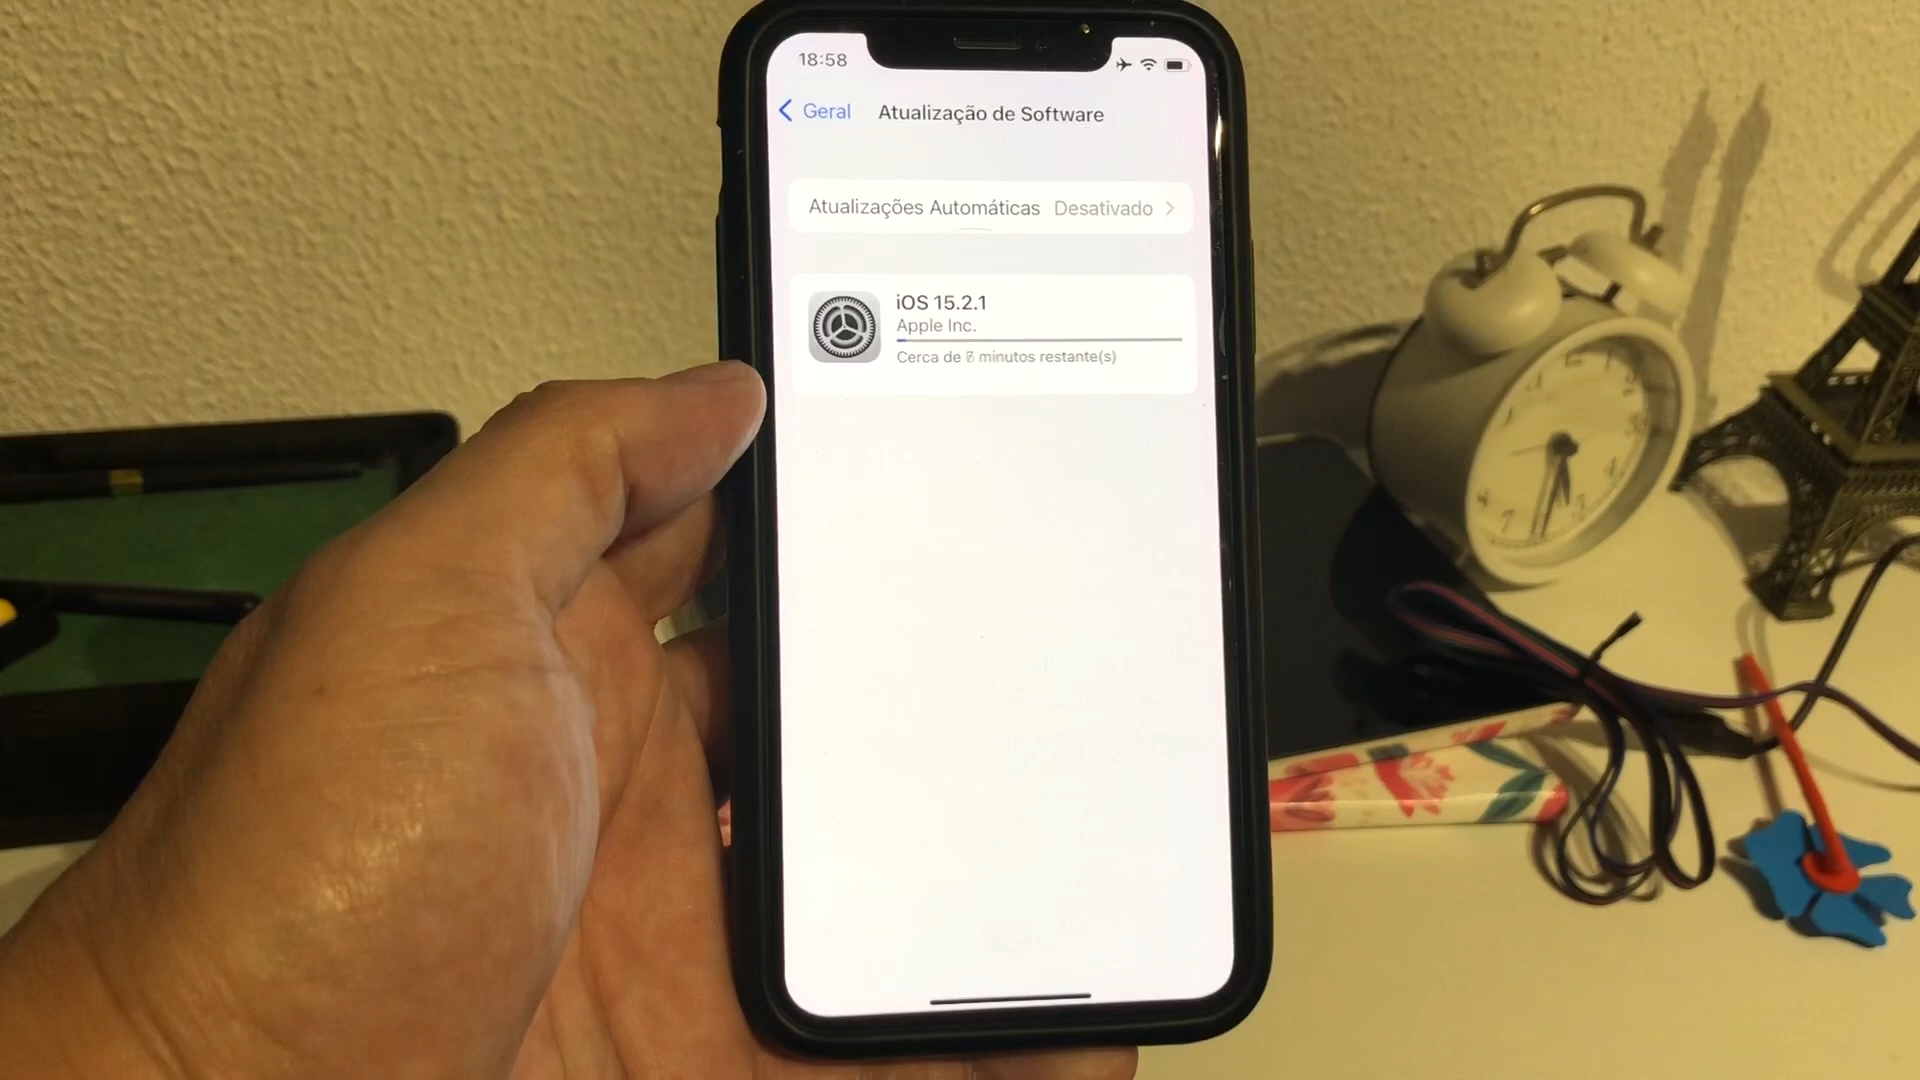 18:58
Geral Atualização de Software
Atualizações Automáticas Desativado
iOS 15.2.1
Apple Inc.
Cerca de minutos restante(s)